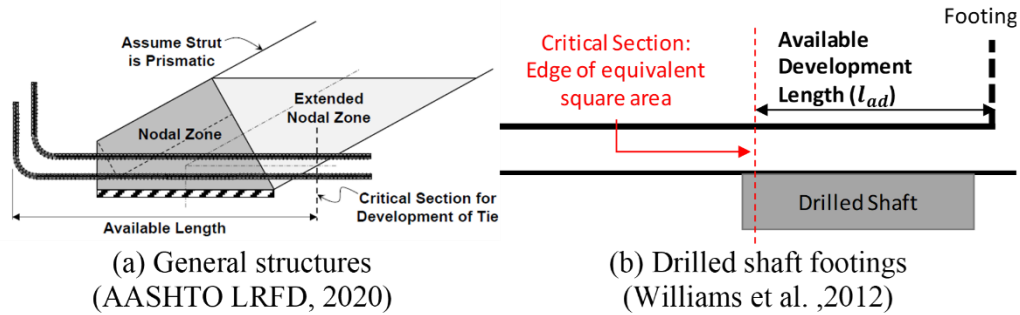 Assume Strut
is Prismatic
Extended
Nodal Zone
Nodal Zone
Critical Section for
Development of Tie
Available Length
(a) General structures
(AASHTO LRFD, 2020)
Footing
Critical Section:
Edge of equivalent
square area
Available
Development
Length (l_ad)
Drilled Shaft
(b) Drilled shaft footings
(Williams et al. ,2012)